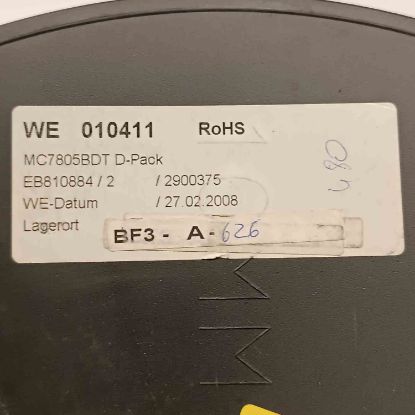 WE 010411 RoHS
MC7805BDT D-Pack
EB810884 / 2 / 2900375
WE-Datum / 27.02.2008
Lagerort BF3 - A - 626